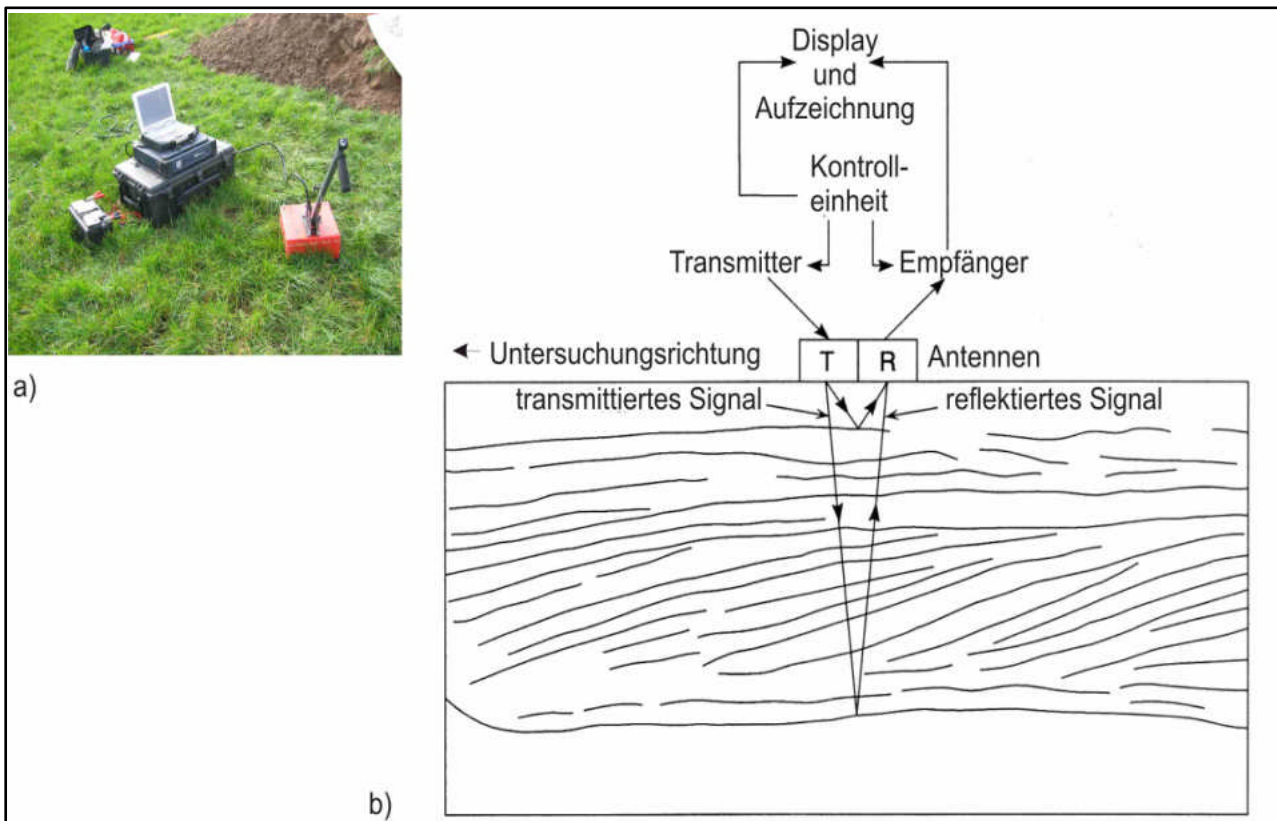 a)
Display
und
Aufzeichnung
Kontroll-
einheit
Transmitter
Empfänger
Untersuchungsrichtung
T
R
Antennen
transmittiertes Signal
reflektiertes Signal
b)